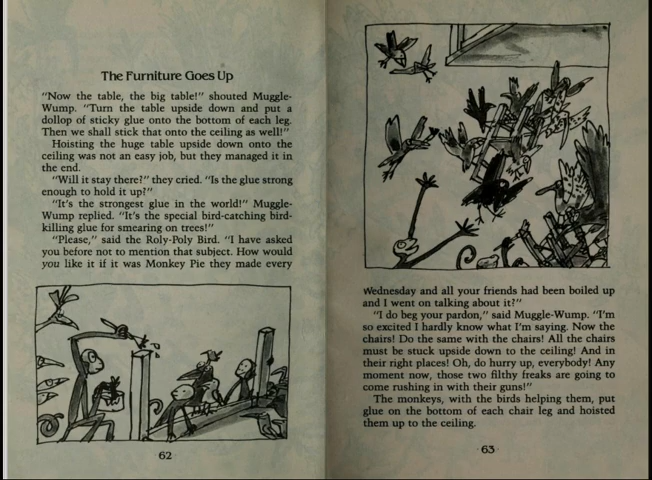 The Furniture Goes Up
"Now the table, the big table!" shouted Muggle-
Wump. "Turn the table upside down and put a
dollop of sticky glue onto the bottom of each leg.
Then we shall stick that onto the ceiling as well!"
Hoisting the huge table upside down onto the
ceiling was not an easy job, but they managed it in
the end.
"Will it stay there?" they cried. "Is the glue strong
enough to hold it up?"
"It's the strongest glue in the world!" Muggle-
Wump replied. "It's the special bird-catching bird-
killing glue for smearing on trees!"
"Please," said the Roly-Poly Bird. "I have asked
you before not to mention that subject. How would
you like it if it was Monkey Pie they made every
62
Wednesday and all your friends had been boiled up
and I went on talking about it?"
"I do beg your pardon," said Muggle-Wump. "I'm
so excited I hardly know what I'm saying. Now the
chairs! Do the same with the chairs! All the chairs
must be stuck upside down to the ceiling! And in
their right places! Oh, do hurry up, everybody! Any
moment now, those two filthy freaks are going to
come rushing in with their guns!"
The monkeys, with the birds helping them, put
glue on the bottom of each chair leg and hoisted
them up to the ceiling.
63